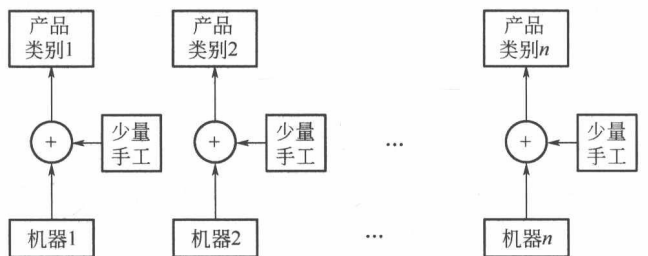 产品
类别1
产品
类别2
产品
类别n
+
少量
手工
+
少量
手工
...
+
少量
手工
机器1
机器2
...
机器n